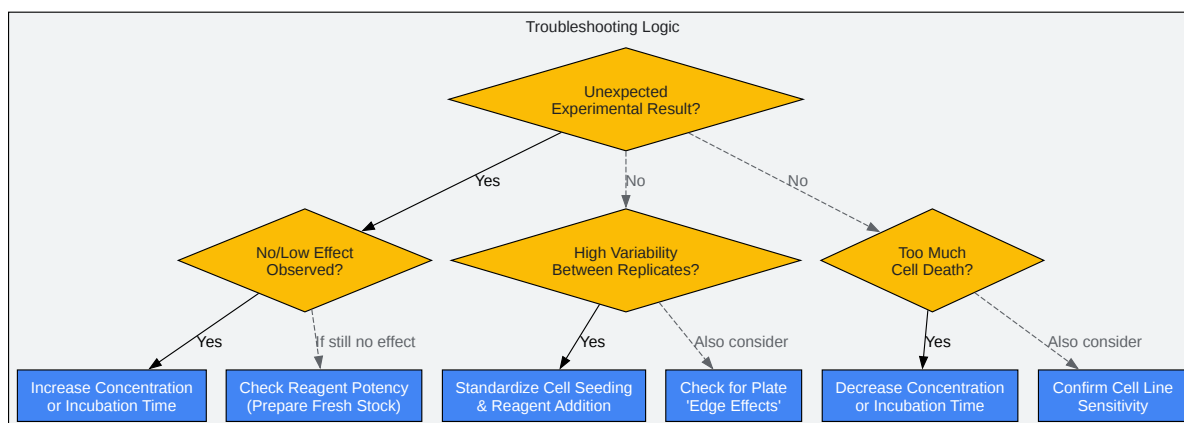 Troubleshooting Logic
Unexpected
Experimental Result?
Yes
No
No
No/Low Effect
Observed?
High Variability
Between Replicates?
Too Much
Cell Death?
Yes
If still no effect
Yes
Also consider
Yes
Also consider
Increase Concentration
or Incubation Time
Check Reagent Potency
(Prepare Fresh Stock)
Standardize Cell Seeding
& Reagent Addition
Check for Plate
'Edge Effects'
Decrease Concentration
or Incubation Time
Confirm Cell Line
Sensitivity